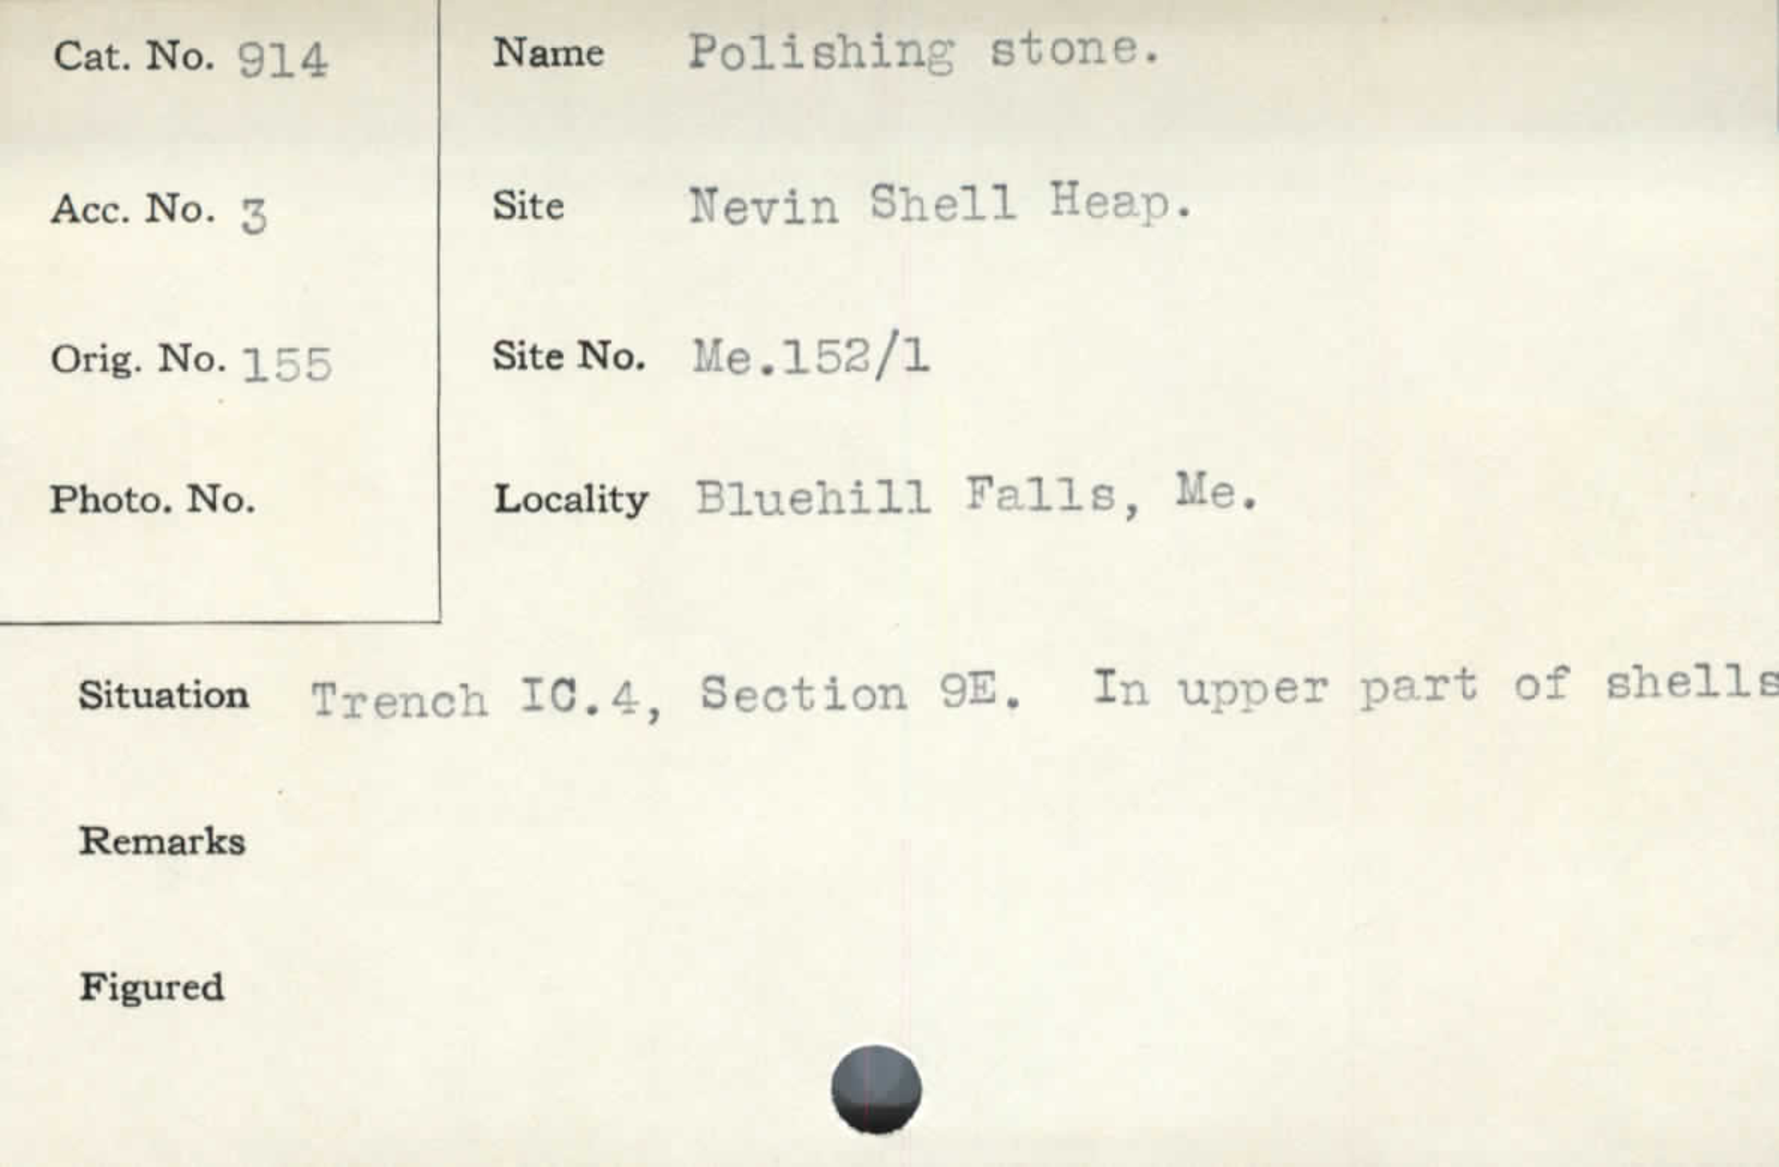 Cat. No. 914
Name Polishing stone.
Acc. No. 3
Site Nevin Shell Heap.
Orig. No. 155
Site No. Me.152/1
Photo. No.
Locality Bluehill Falls, Me.
Situation Trench IC.4, Section 9E. In upper part of shells
Remarks
Figured